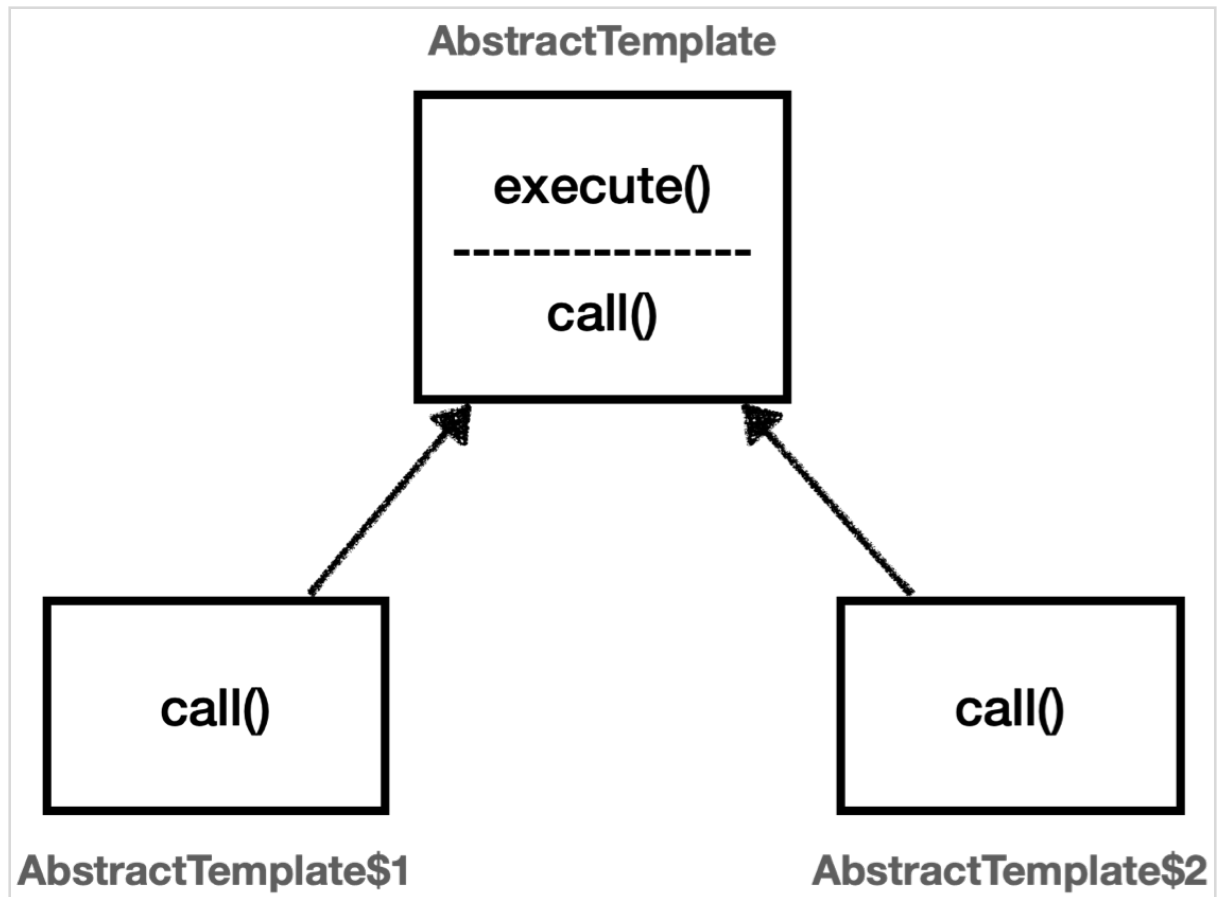 AbstractTemplate
execute()
---------------
call()
call()
call()
AbstractTemplate$1
AbstractTemplate$2